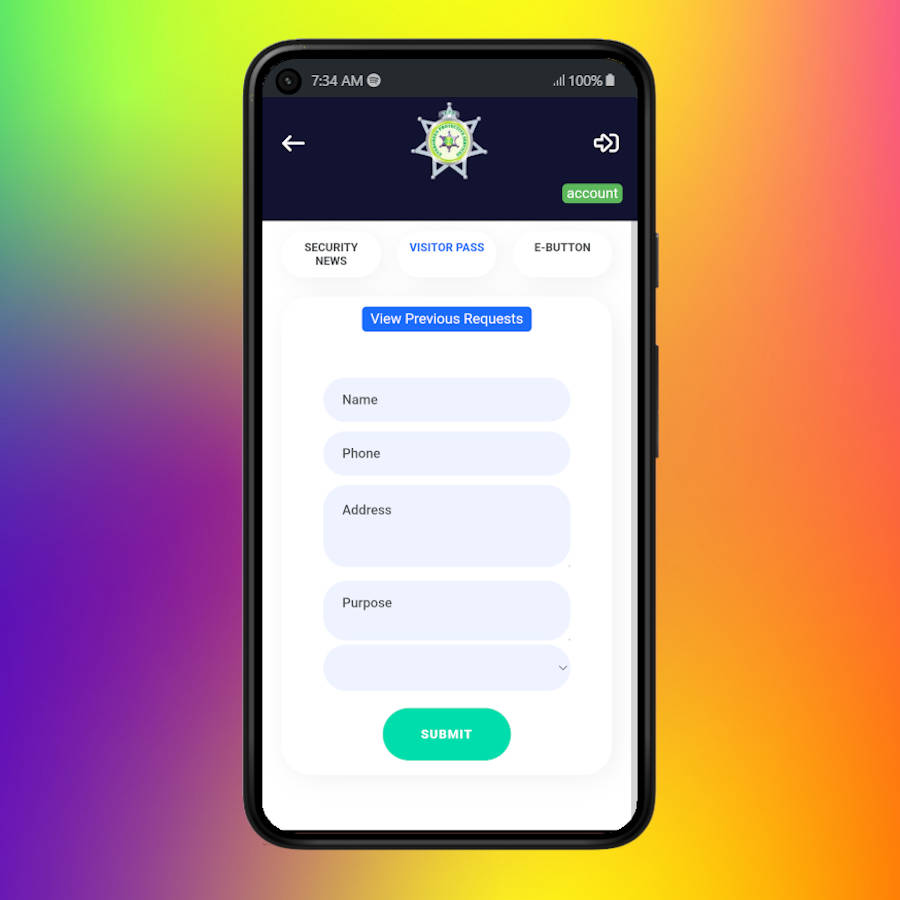 7:34 AM
100%
account
SECURITY
NEWS
VISITOR PASS
E-BUTTON
View Previous Requests
Name
Phone
Address
Purpose
SUBMIT